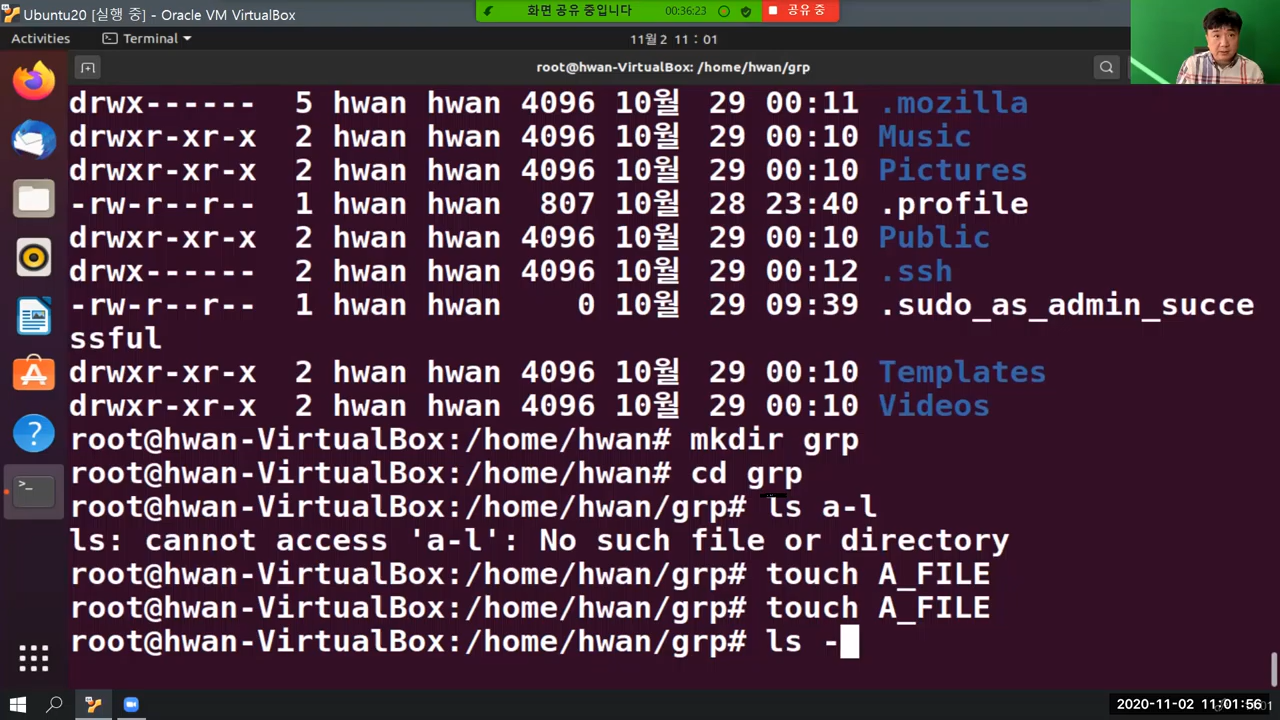 Ubuntu20 [실행 중] - Oracle VM VirtualBox
화면 공유 중입니다
00:36:23
공유 중
Activities
Terminal
11월 2 11 : 01
root@hwan-VirtualBox: /home/hwan/grp
drwx------ 5 hwan hwan 4096 10월 29 00:11 .mozilla
drwxr-xr-x 2 hwan hwan 4096 10월 29 00:10 Music
drwxr-xr-x 2 hwan hwan 4096 10월 29 00:10 Pictures
-rw-r--r-- 1 hwan hwan 807 10월 28 23:40 .profile
drwxr-xr-x 2 hwan hwan 4096 10월 29 00:10 Public
drwx------ 2 hwan hwan 4096 10월 29 00:12 .ssh
-rw-r--r-- 1 hwan hwan 0 10월 29 09:39 .sudo_as_admin_succe
ssful
drwxr-xr-x 2 hwan hwan 4096 10월 29 00:10 Templates
drwxr-xr-x 2 hwan hwan 4096 10월 29 00:10 Videos
root@hwan-VirtualBox:/home/hwan# mkdir grp
root@hwan-VirtualBox:/home/hwan# cd grp
root@hwan-VirtualBox:/home/hwan/grp# ls a-l
ls: cannot access 'a-l': No such file or directory
root@hwan-VirtualBox:/home/hwan/grp# touch A_FILE
root@hwan-VirtualBox:/home/hwan/grp# touch A_FILE
root@hwan-VirtualBox:/home/hwan/grp# ls -
2020-11-02 11:01:56